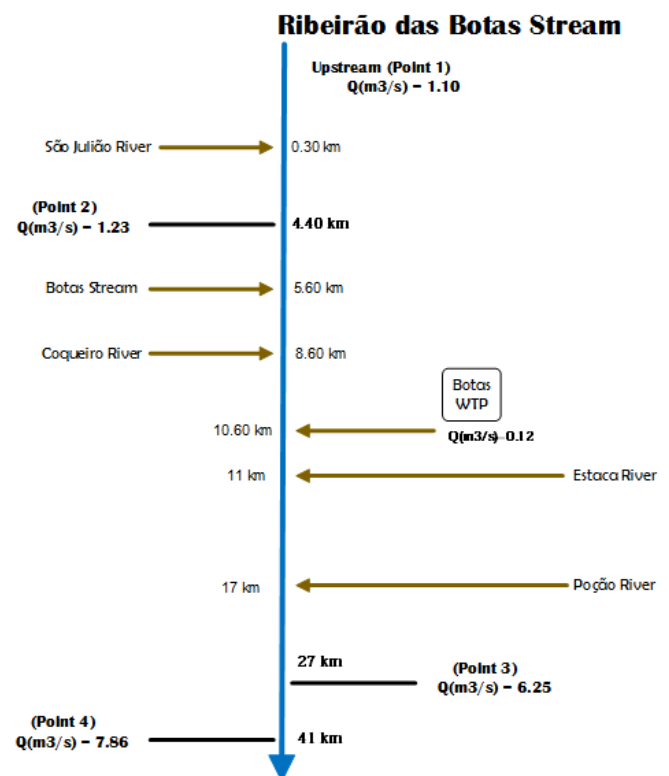 Ribeirão das Botas Stream
Upstream (Point 1)
Q(m3/s) – 1.10
São Julião River
0.30 km
(Point 2)
Q(m3/s) – 1.23
4.40 km
Botas Stream
5.60 km
Coqueiro River
8.60 km
Botas
WTP
10.60 km
Q(m3/s)–0.12
11 km
Estaca River
17 km
Poção River
27 km
(Point 3)
Q(m3/s) – 6.25
(Point 4)
Q(m3/s) – 7.86
41 km